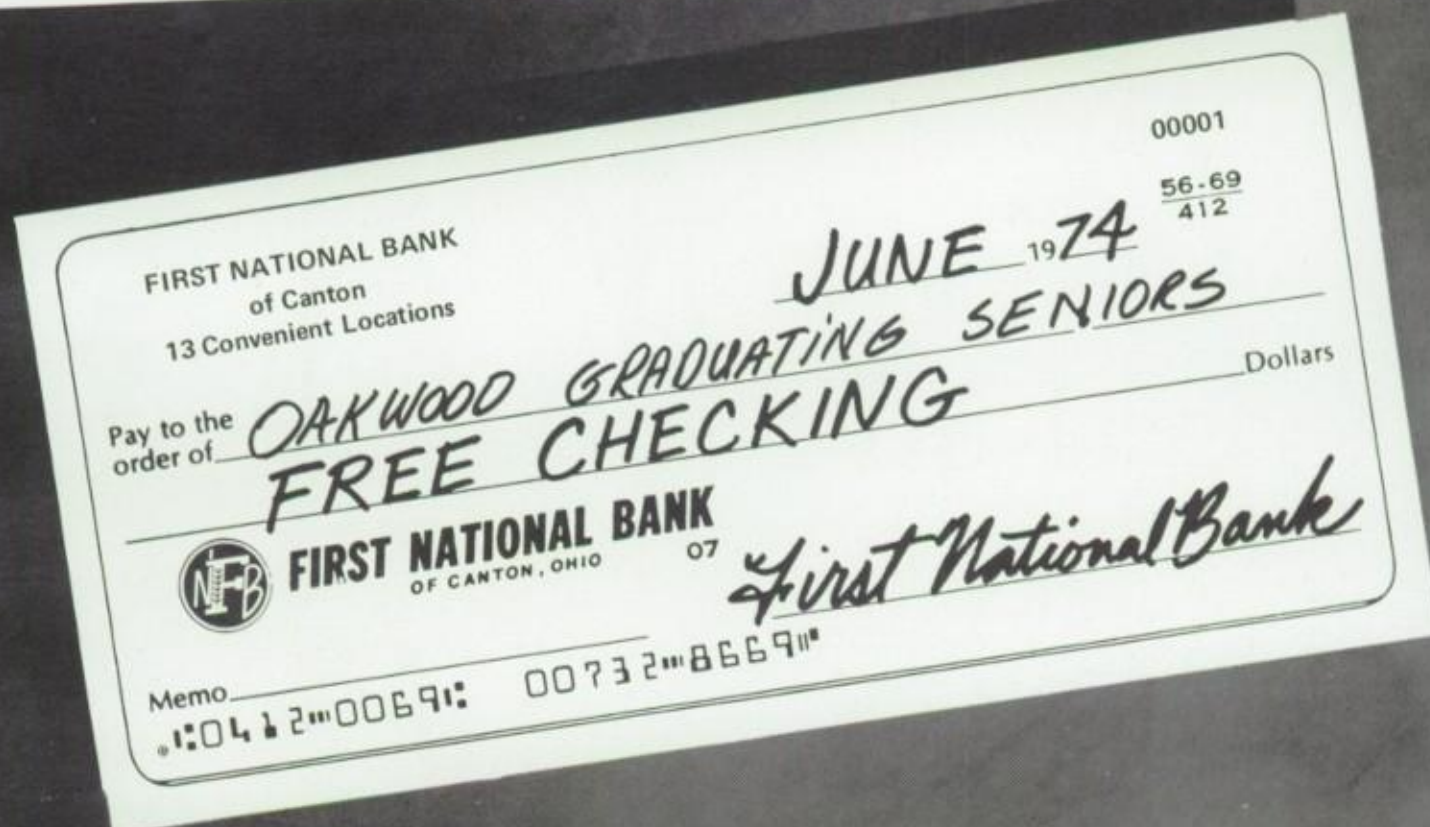 00001
56-69
412
FIRST NATIONAL BANK
of Canton
13 Convenient Locations
JUNE 1974
Pay to the
order of OAKWOOD GRADUATING SENIORS
FREE CHECKING Dollars
NFB FIRST NATIONAL BANK
OF CANTON, OHIO 07
First National Bank
Memo
⑆0412⑉0069⑆ 00732⑉8669⑈